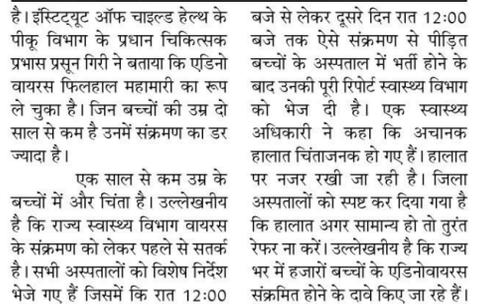 है। इंस्टिट्यूट ऑफ चाइल्ड हेल्थ के
पीकू विभाग के प्रधान चिकित्सक
प्रभास प्रसून गिरी ने बताया कि एडिनो
वायरस फिलहाल महामारी का रूप
ले चुका है। जिन बच्चों की उम्र दो
साल से कम है उनमें संक्रमण का डर
ज्यादा है।
एक साल से कम उम्र के
बच्चों में और चिंता है। उल्लेखनीय
है कि राज्य स्वास्थ्य विभाग वायरस
के संक्रमण को लेकर पहले से सतर्क
है। सभी अस्पतालों को विशेष निर्देश
भेजे गए हैं जिसमें कि रात 12:00
बजे से लेकर दूसरे दिन रात 12:00
बजे तक ऐसे संक्रमण से पीड़ित
बच्चों के अस्पताल में भर्ती होने के
बाद उनकी पूरी रिपोर्ट स्वास्थ्य विभाग
को भेज दी है। एक स्वास्थ्य
अधिकारी ने कहा कि अचानक
हालात चिंताजनक हो गए हैं। हालात
पर नजर रखी जा रही है। जिला
अस्पतालों को स्पष्ट कर दिया गया है
कि हालात अगर सामान्य हो तो तुरंत
रेफर ना करें। उल्लेखनीय है कि राज्य
भर में हजारों बच्चों के एडिनोवायरस
संक्रमित होने के दावे किए जा रहे हैं।